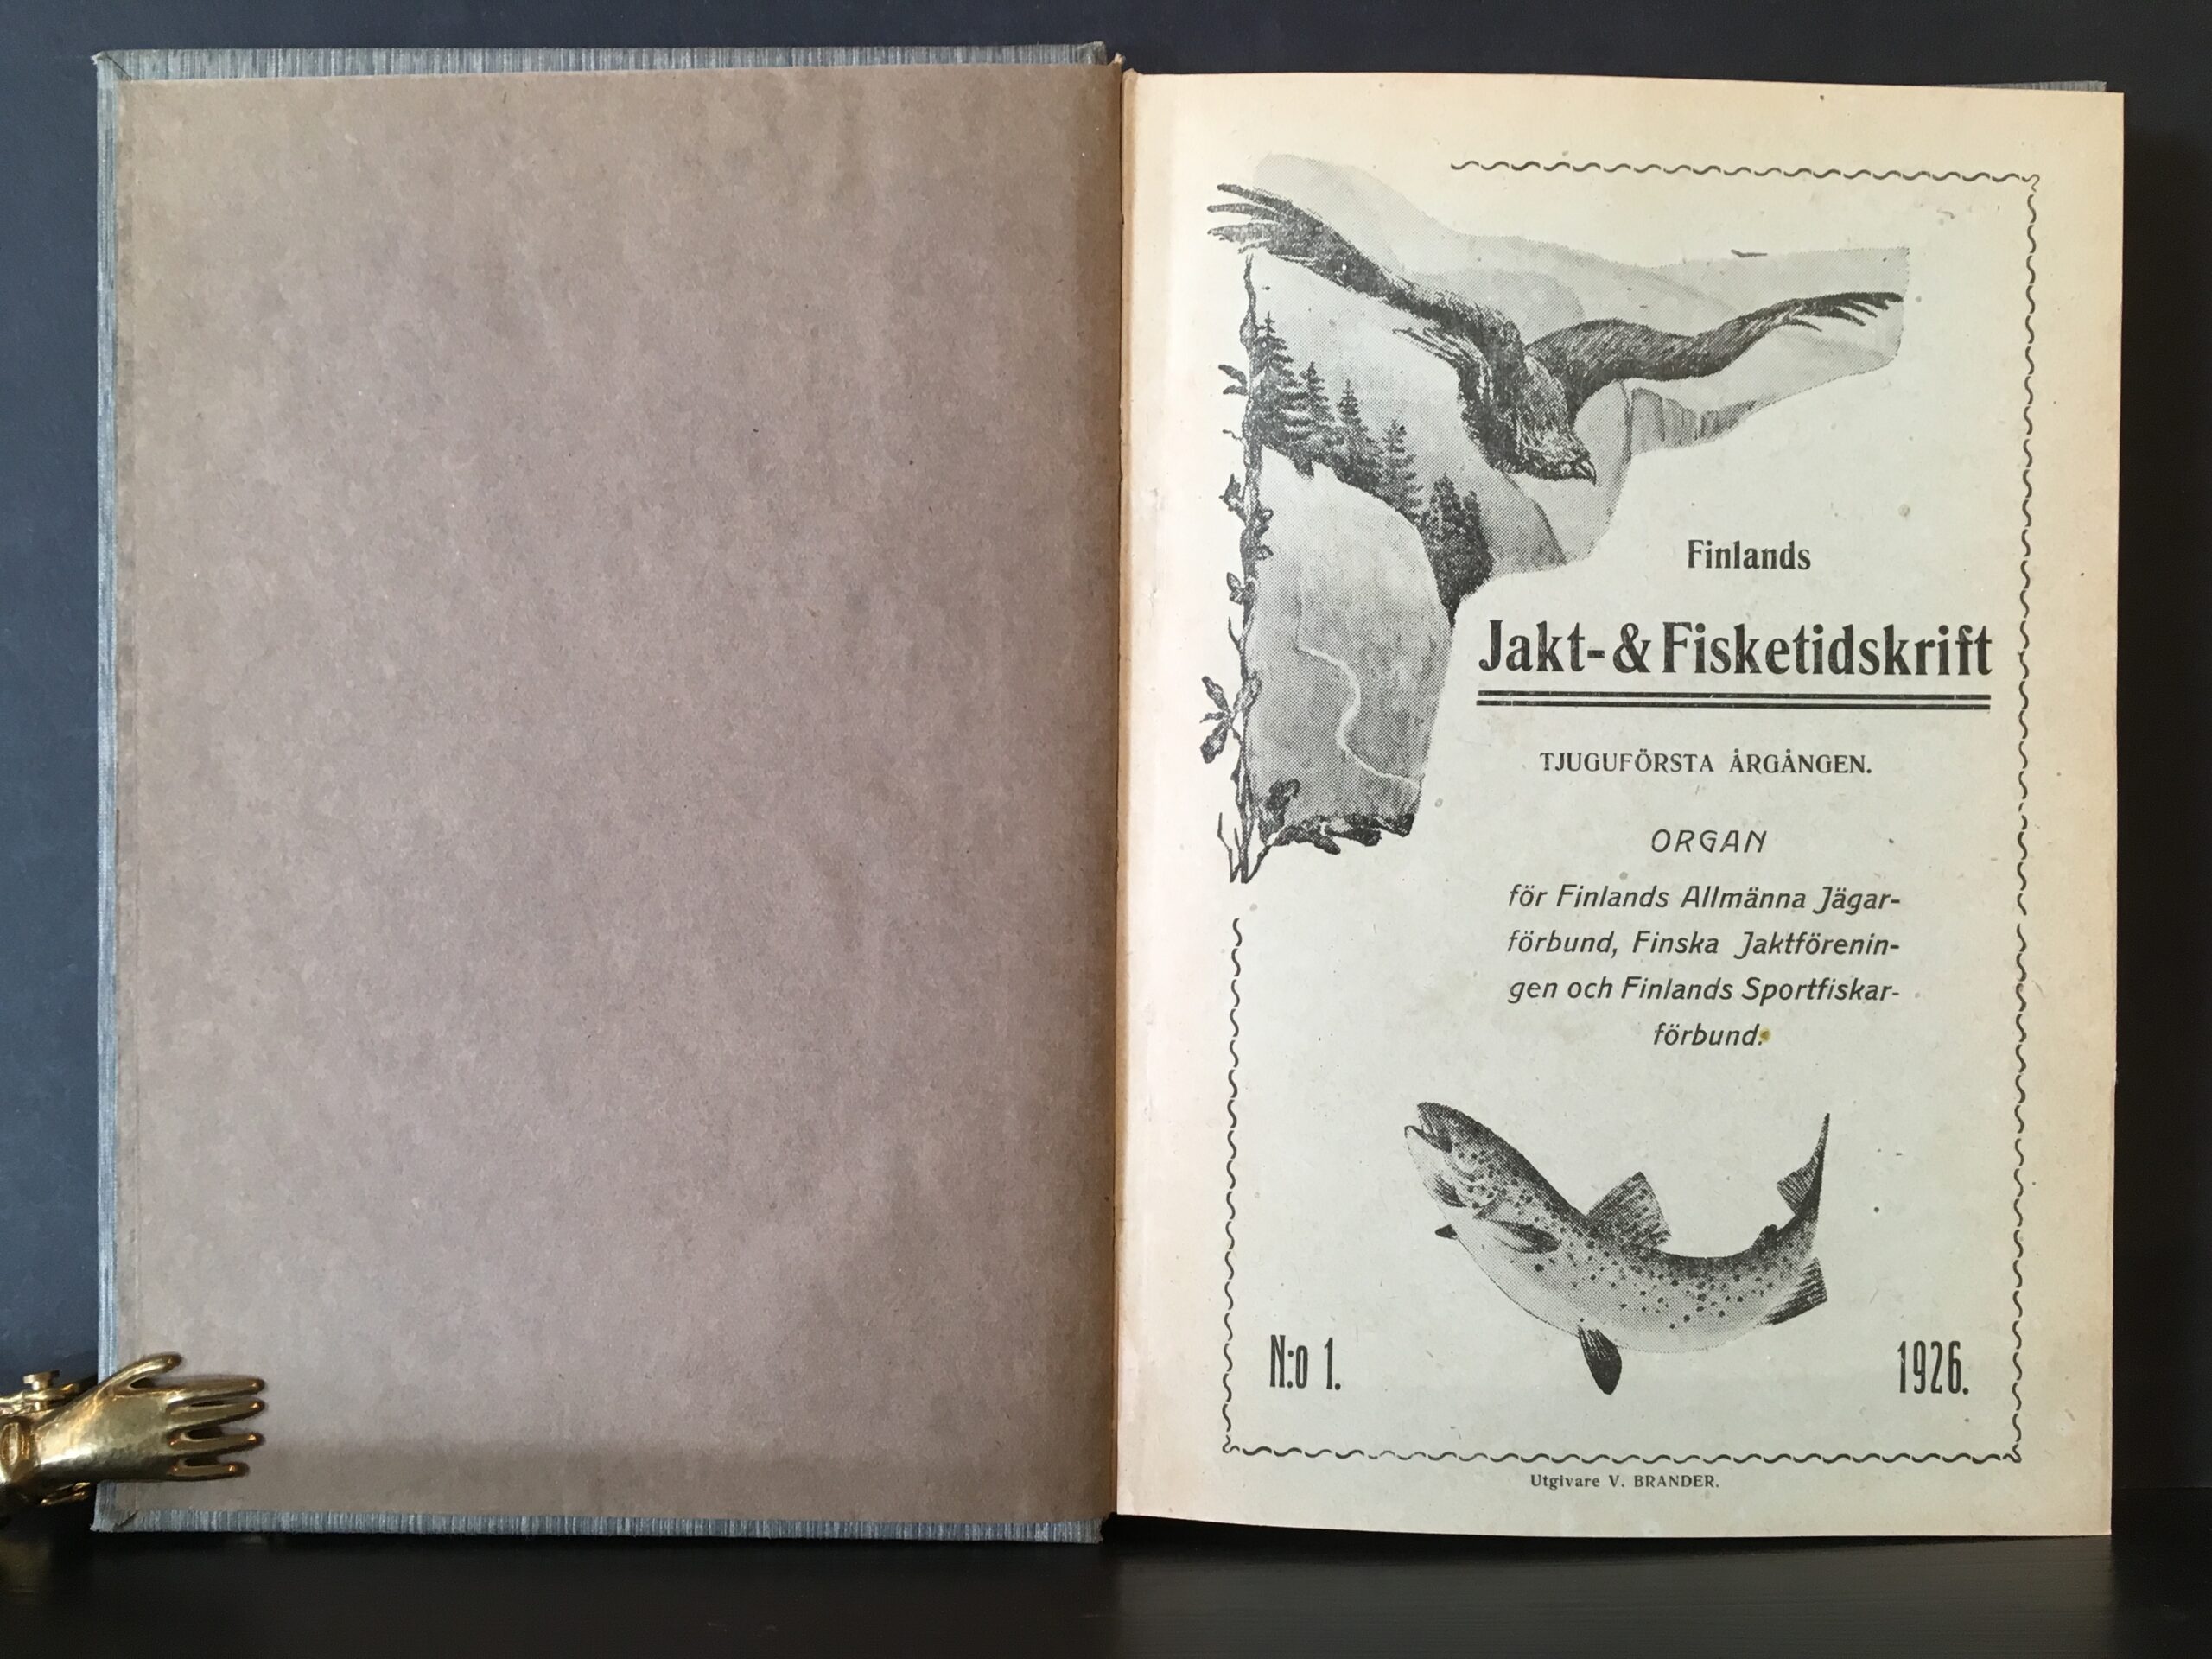 Finlands
Jakt-& Fisketidskrift
TJUGUFÖRSTA ÅRGÅNGEN.
ORGAN
för Finlands Allmänna Jägar-
förbund, Finska Jaktförenin-
gen och Finlands Sportfiskar-
förbund.
N:o 1.
1926.
Utgivare V. BRANDER.